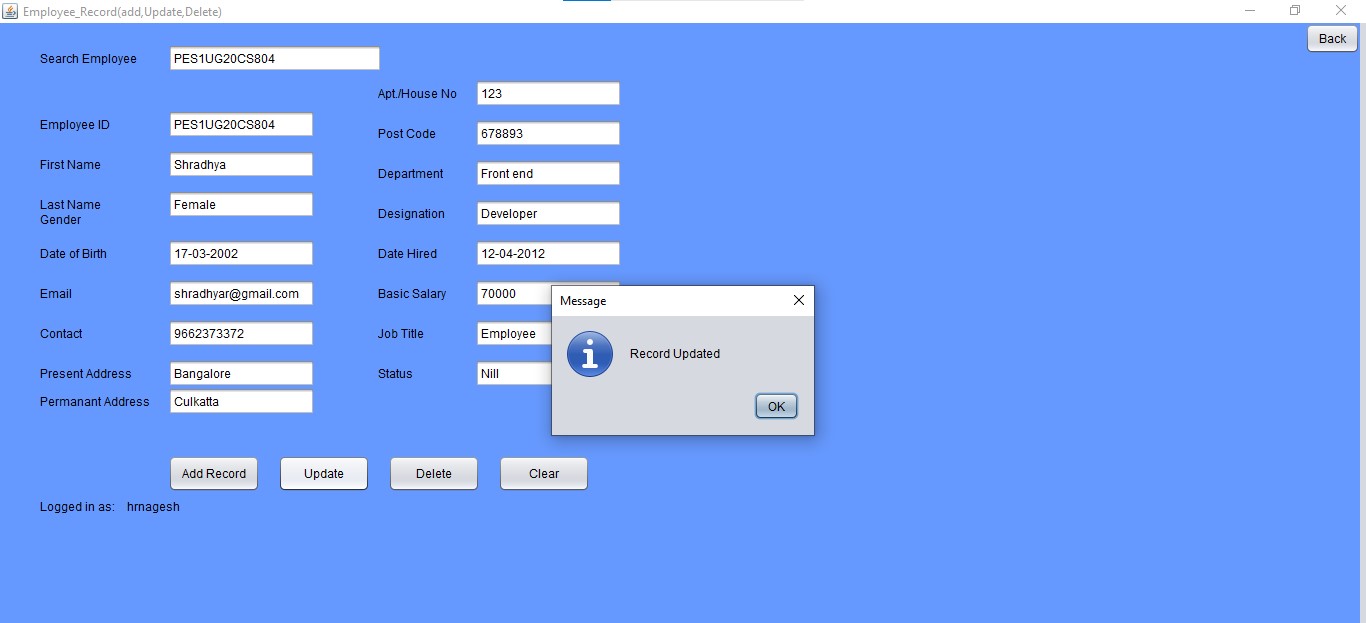 Employee_Record(add,Update,Delete)
Back
Search Employee PES1UG20CS804
Apt./House No 123
Employee ID PES1UG20CS804
Post Code 678893
First Name Shradhya
Department Front end
Last Name Female
Gender
Designation Developer
Date of Birth 17-03-2002
Date Hired 12-04-2012
Email shradhyar@gmail.com
Basic Salary 70000
Contact 9662373372
Job Title Employee
Present Address Bangalore
Status Nill
Permanant Address Culkatta
Message
Record Updated
OK
Add Record Update Delete Clear
Logged in as: hrnagesh